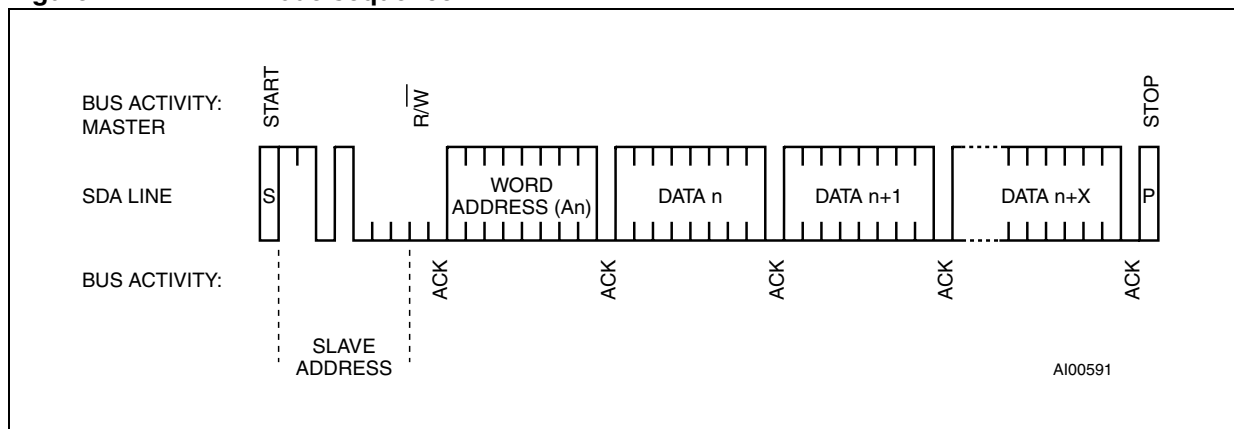 BUS ACTIVITY:
MASTER
START
R/W
STOP
SDA LINE
S
WORD
ADDRESS (An)
DATA n
DATA n+1
DATA n+X
P
BUS ACTIVITY:
ACK
ACK
ACK
ACK
ACK
SLAVE
ADDRESS
AI00591